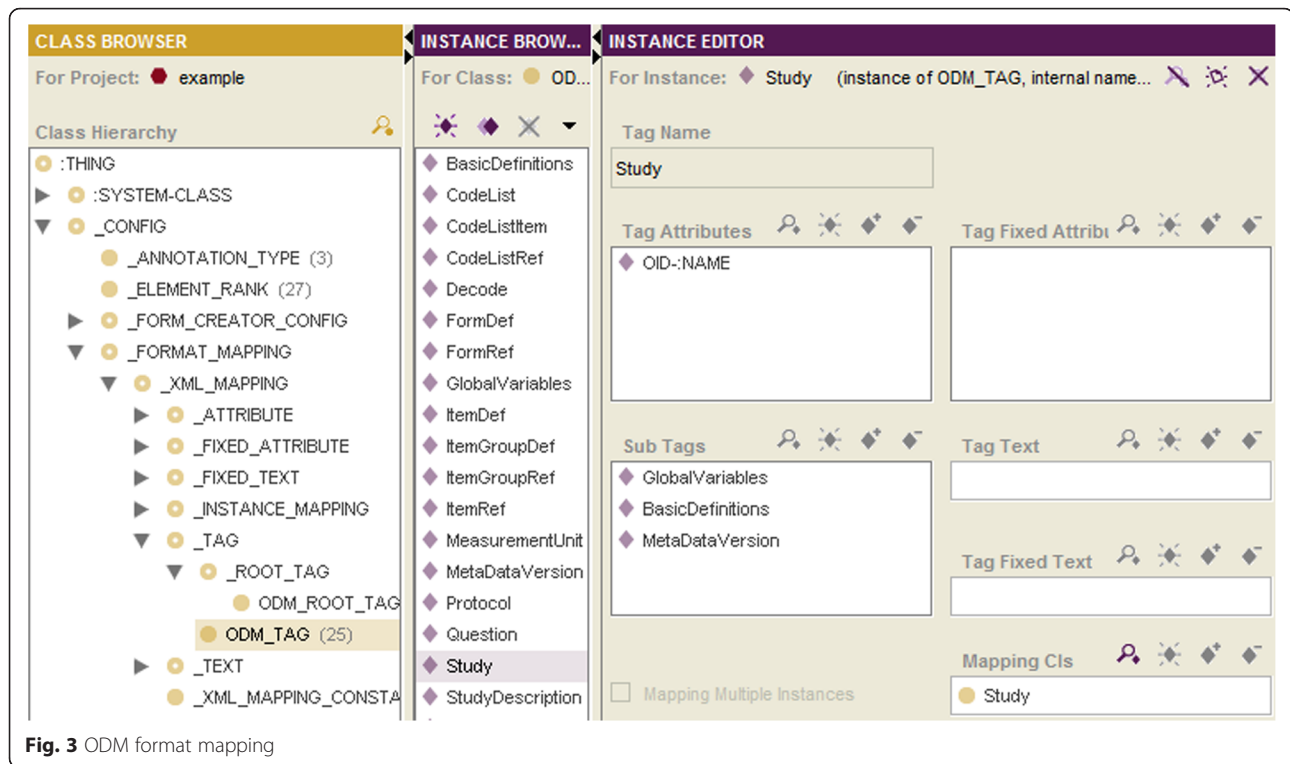 CLASS BROWSER
For Project: example
Class Hierarchy
:THING
:SYSTEM-CLASS
_CONFIG
_ANNOTATION_TYPE (3)
_ELEMENT_RANK (27)
_FORM_CREATOR_CONFIG
_FORMAT_MAPPING
_XML_MAPPING
_ATTRIBUTE
_FIXED_ATTRIBUTE
_FIXED_TEXT
_INSTANCE_MAPPING
_TAG
_ROOT_TAG
ODM_ROOT_TAG
ODM_TAG (25)
_TEXT
_XML_MAPPING_CONSTA
INSTANCE BROW...
For Class: OD...
BasicDefinitions
CodeList
CodeListItem
CodeListRef
Decode
FormDef
FormRef
GlobalVariables
ItemDef
ItemGroupDef
ItemGroupRef
ItemRef
MeasurementUnit
MetaDataVersion
Protocol
Question
Study
StudyDescription
INSTANCE EDITOR
For Instance: Study (instance of ODM_TAG, internal name...
Tag Name
Study
Tag Attributes
OID-:NAME
Tag Fixed Attribu
Sub Tags
GlobalVariables
BasicDefinitions
MetaDataVersion
Tag Text
Tag Fixed Text
Mapping Cls
Study
Mapping Multiple Instances
Fig. 3 ODM format mapping